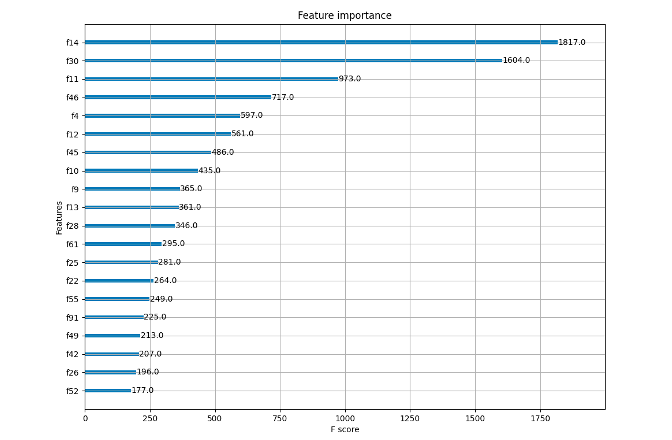 Feature importance
f14 1817.0
f30 1604.0
f11 973.0
f46 717.0
f4 597.0
f12 561.0
f45 486.0
f10 435.0
f9 365.0
f13 361.0
f28 346.0
f61 295.0
f25 281.0
f22 264.0
f55 249.0
f91 225.0
f49 213.0
f42 207.0
f26 196.0
f52 177.0
Features
0 250 500 750 1000 1250 1500 1750
F score